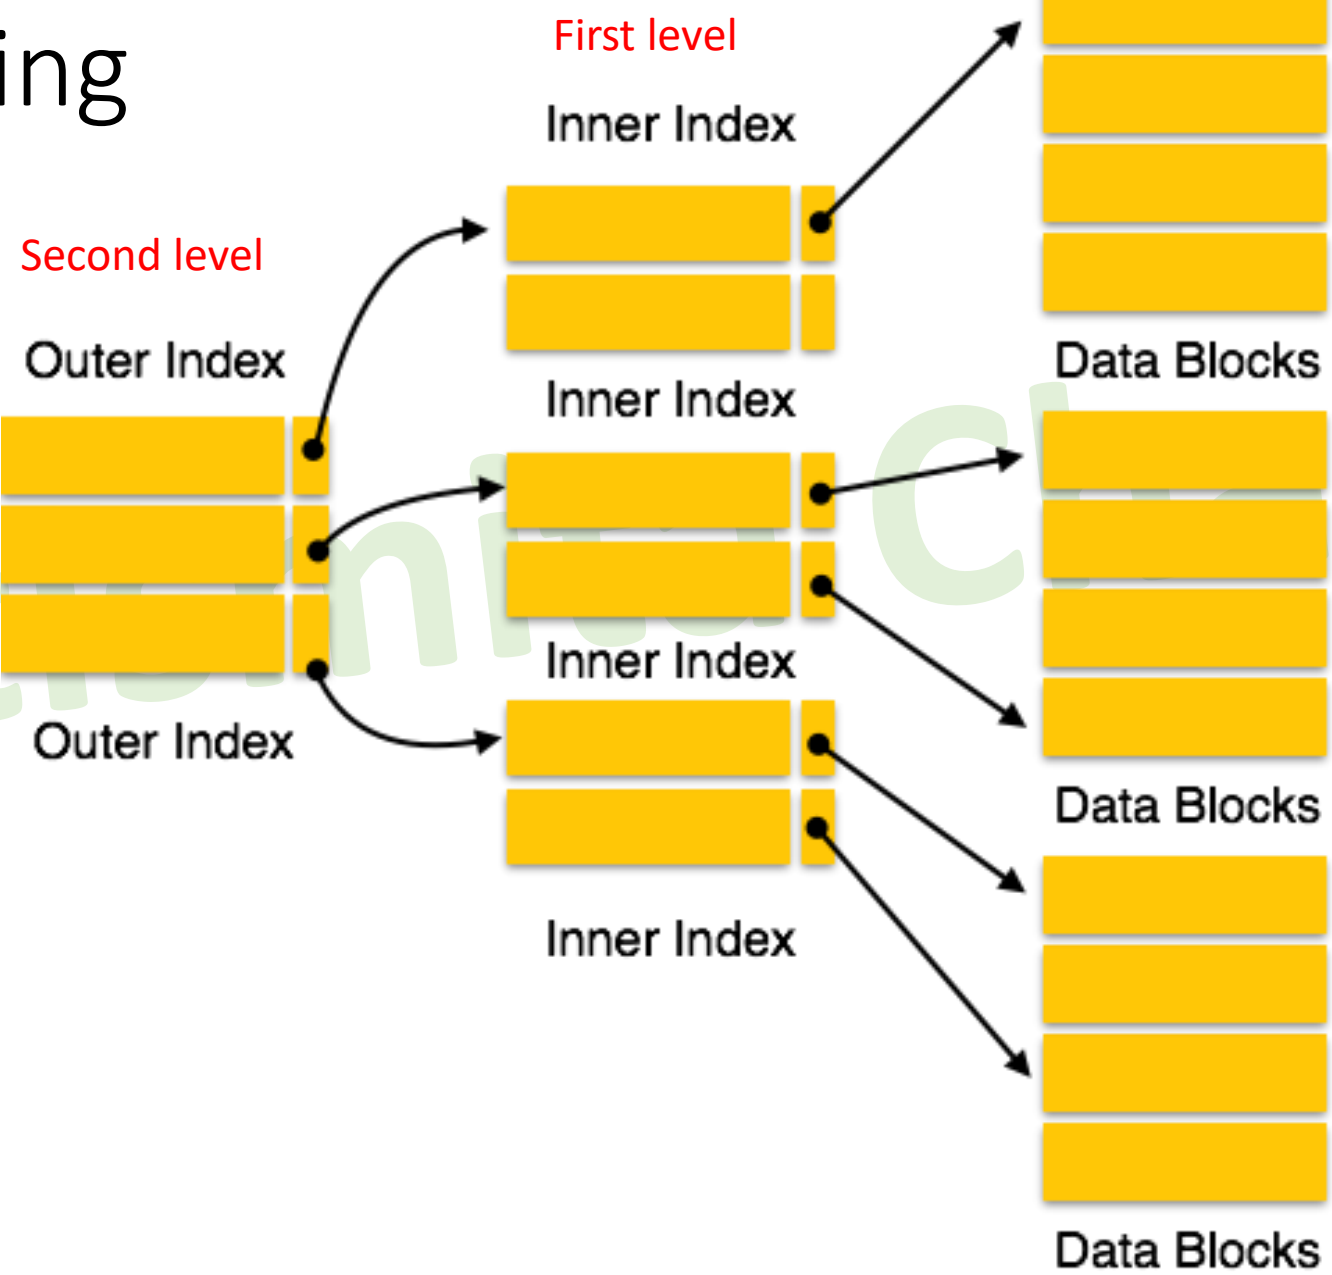 ing
First level
Inner Index
Second level
Outer Index
Data Blocks
Inner Index
Inner Index
Outer Index
Data Blocks
Inner Index
Data Blocks